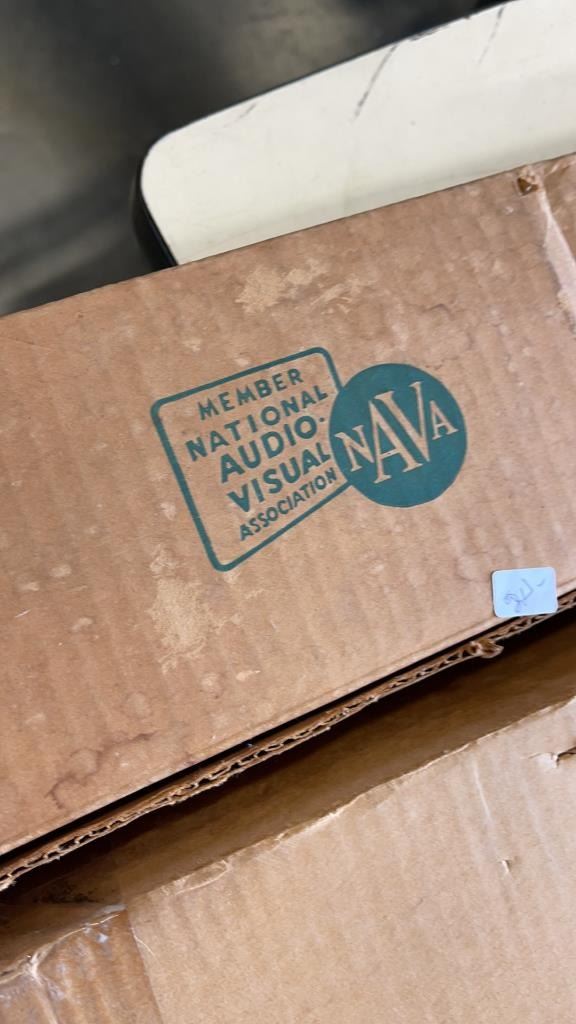 MEMBER
NATIONAL
AUDIO-
VISUAL
ASSOCIATION
NAVA